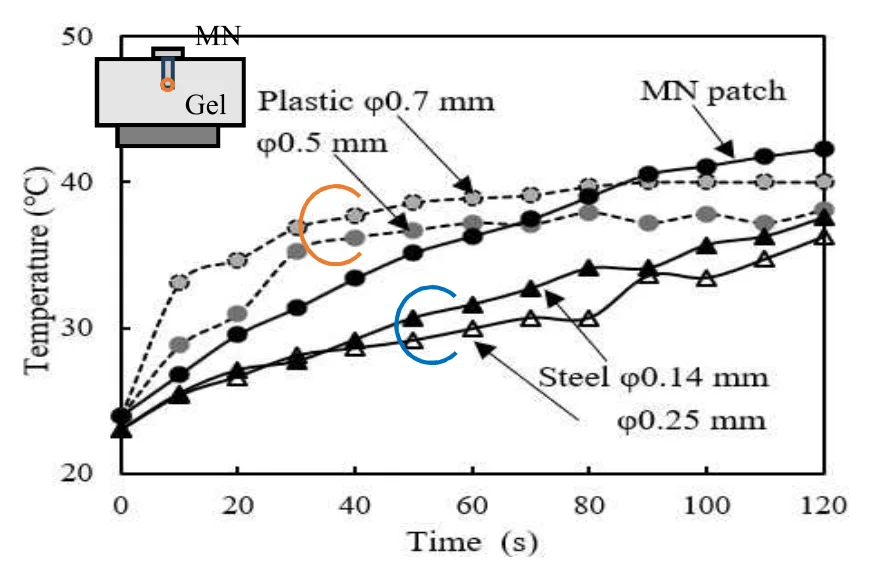 MN
Gel
50
40
30
20
Temperature (℃)
Plastic φ0.7 mm
φ0.5 mm
MN patch
Steel φ0.14 mm
φ0.25 mm
0 20 40 60 80 100 120
Time (s)